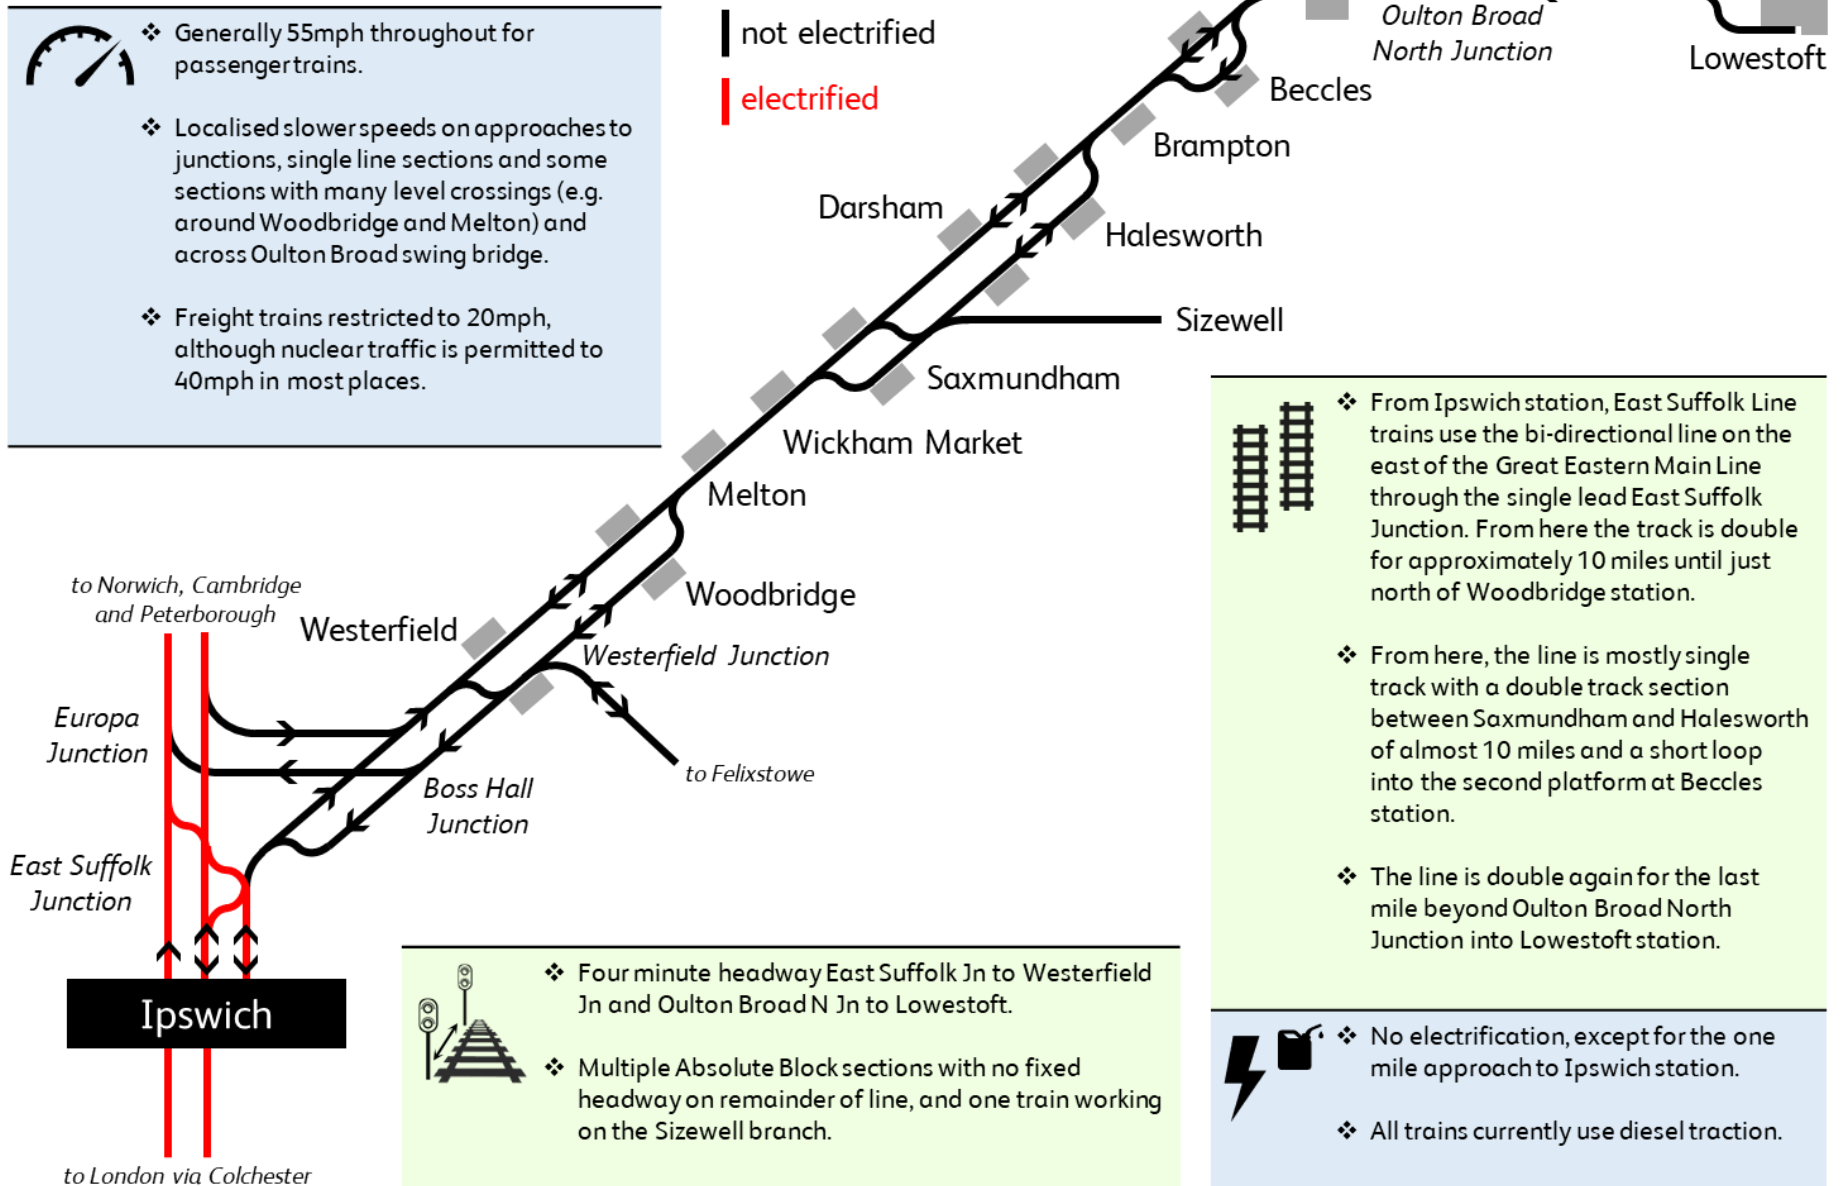 ❖ Generally 55mph throughout for
passenger trains.
❖ Localised slower speeds on approaches to
junctions, single line sections and some
sections with many level crossings (e.g.
around Woodbridge and Melton) and
across Oulton Broad swing bridge.
❖ Freight trains restricted to 20mph,
although nuclear traffic is permitted to
40mph in most places.
not electrified
electrified
Oulton Broad
North Junction
Lowestoft
Beccles
Brampton
Darsham
Halesworth
Sizewell
Saxmundham
Wickham Market
Melton
Woodbridge
Westerfield
Westerfield Junction
to Norwich, Cambridge
and Peterborough
Europa
Junction
to Felixstowe
Boss Hall
Junction
East Suffolk
Junction
Ipswich
to London via Colchester
❖ Four minute headway East Suffolk Jn to Westerfield
Jn and Oulton Broad N Jn to Lowestoft.
❖ Multiple Absolute Block sections with no fixed
headway on remainder of line, and one train working
on the Sizewell branch.
❖ From Ipswich station, East Suffolk Line
trains use the bi-directional line on the
east of the Great Eastern Main Line
through the single lead East Suffolk
Junction. From here the track is double
for approximately 10 miles until just
north of Woodbridge station.
❖ From here, the line is mostly single
track with a double track section
between Saxmundham and Halesworth
of almost 10 miles and a short loop
into the second platform at Beccles
station.
❖ The line is double again for the last
mile beyond Oulton Broad North
Junction into Lowestoft station.
❖ No electrification, except for the one
mile approach to Ipswich station.
❖ All trains currently use diesel traction.